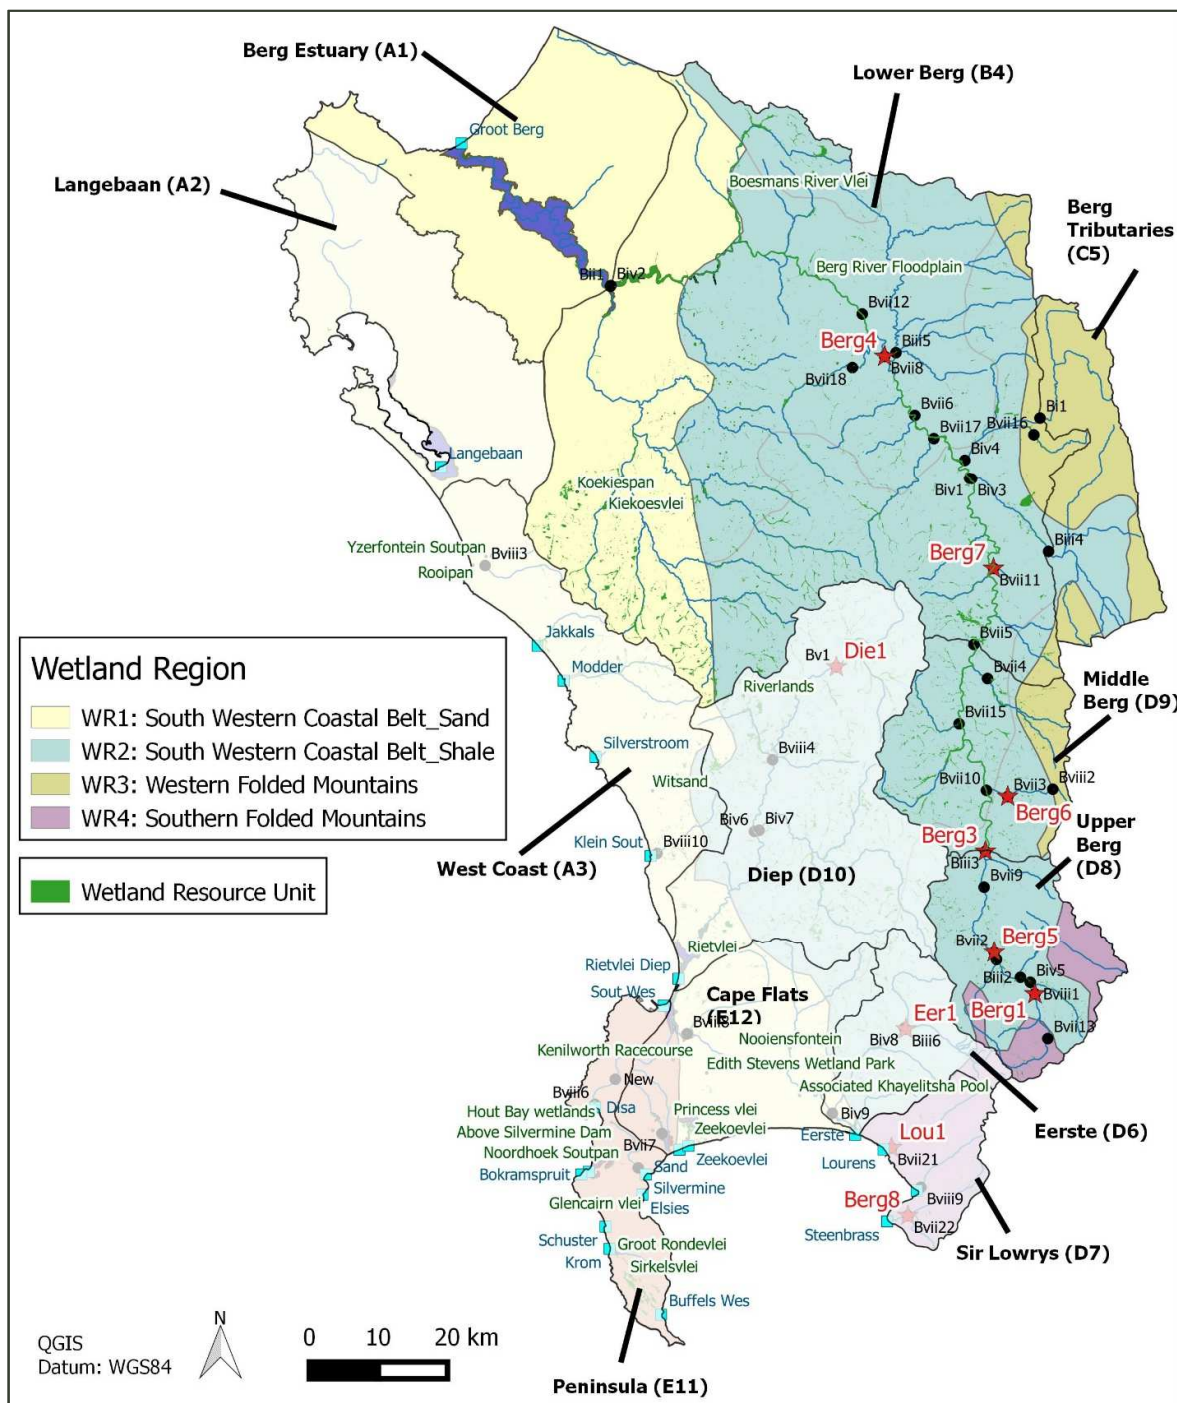 Berg Estuary (A1)
Lower Berg (B4)
Groot Berg
Langebaan (A2)
Boesmans River Vlei
Berg
Tributaries
(C5)
Berg River Floodplain
Bii1
Biv2
Bvii12
Berg4
Biii5
Bvii8
Bvii18
Bvii6
Bi1
Bvii16
Bvii17
Biv4
Langebaan
Biv1
Biv3
Koekiespan
Kiekoesvlei
Yzerfontein Soutpan
Bviii3
Rooipan
Berg7
Biii4
Bvii11
Jakkals
Bvii5
Wetland Region
Modder
Bv1
Die1
Bvii4
Middle
Berg (D9)
WR1: South Western Coastal Belt_Sand
Riverlands
Bvii15
WR2: South Western Coastal Belt_Shale
Silverstroom
Bviii4
WR3: Western Folded Mountains
Witsand
Bvii10
Bvii3
Bviii2
WR4: Southern Folded Mountains
Berg6
Biv6
Biv7
Upper
Berg
(D8)
Klein Sout
Bviii10
Berg3
Biii3
West Coast (A3)
Diep (D10)
Bvii9
Wetland Resource Unit
Rietvlei
Bvii2
Berg5
Rietvlei Diep
Biii2
Biv5
Sout Wes
Cape Flats
(E12)
Berg1
Bviii1
Eer1
Bviii8
Nooiensfontein
Biv8
Biii6
Bvii13
Kenilworth Racecourse
Edith Stevens Wetland Park
New
Associated Khayelitsha Pool
Bviii6
Disa
Hout Bay wetlands
Princess vlei
Biv9
Above Silvermine Dam
Bvii7
Zeekoevlei
Eerste
Lou1
Eerste (D6)
Noordhoek Soutpan
Zeekoevlei
Lourens
Bvii21
Bokramspruit
Sand
Silvermine
Bviii9
Glencairn vlei
Elsies
Berg8
Bvii22
Steenbrass
Schuster
Groot Rondevlei
Sir Lowrys (D7)
Krom
Sirkelsvlei
Buffels Wes
N
QGIS
Datum: WGS84
0 10 20 km
Peninsula (E11)